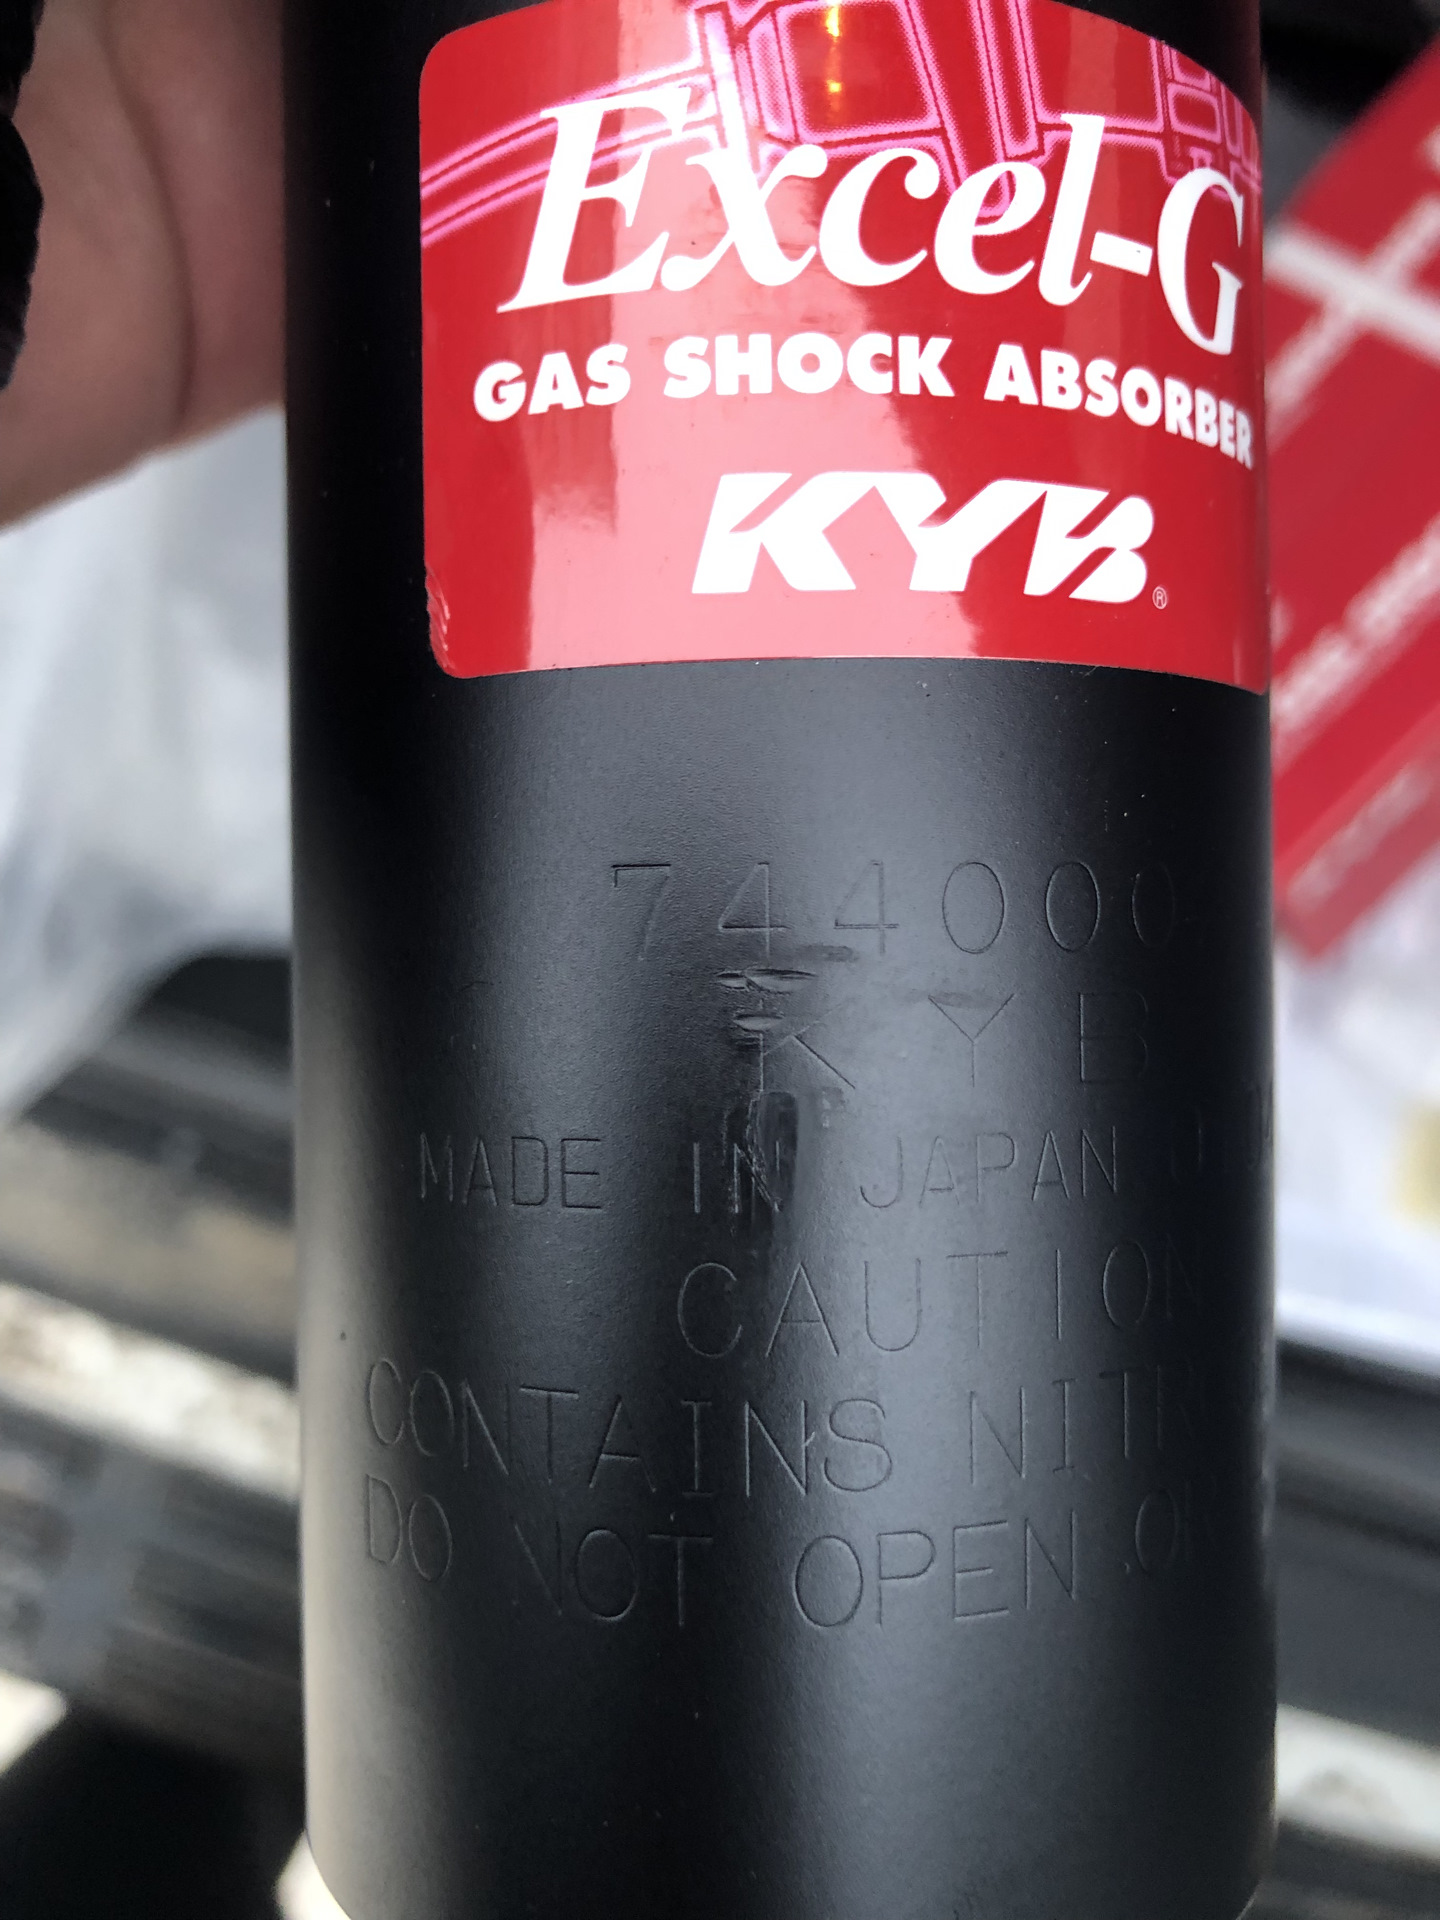 Excel-G
GAS SHOCK ABSORBER
KYB®
744000
KYB
MADE IN JAPAN
CAUTION
CONTAINS
DO NOT OPEN